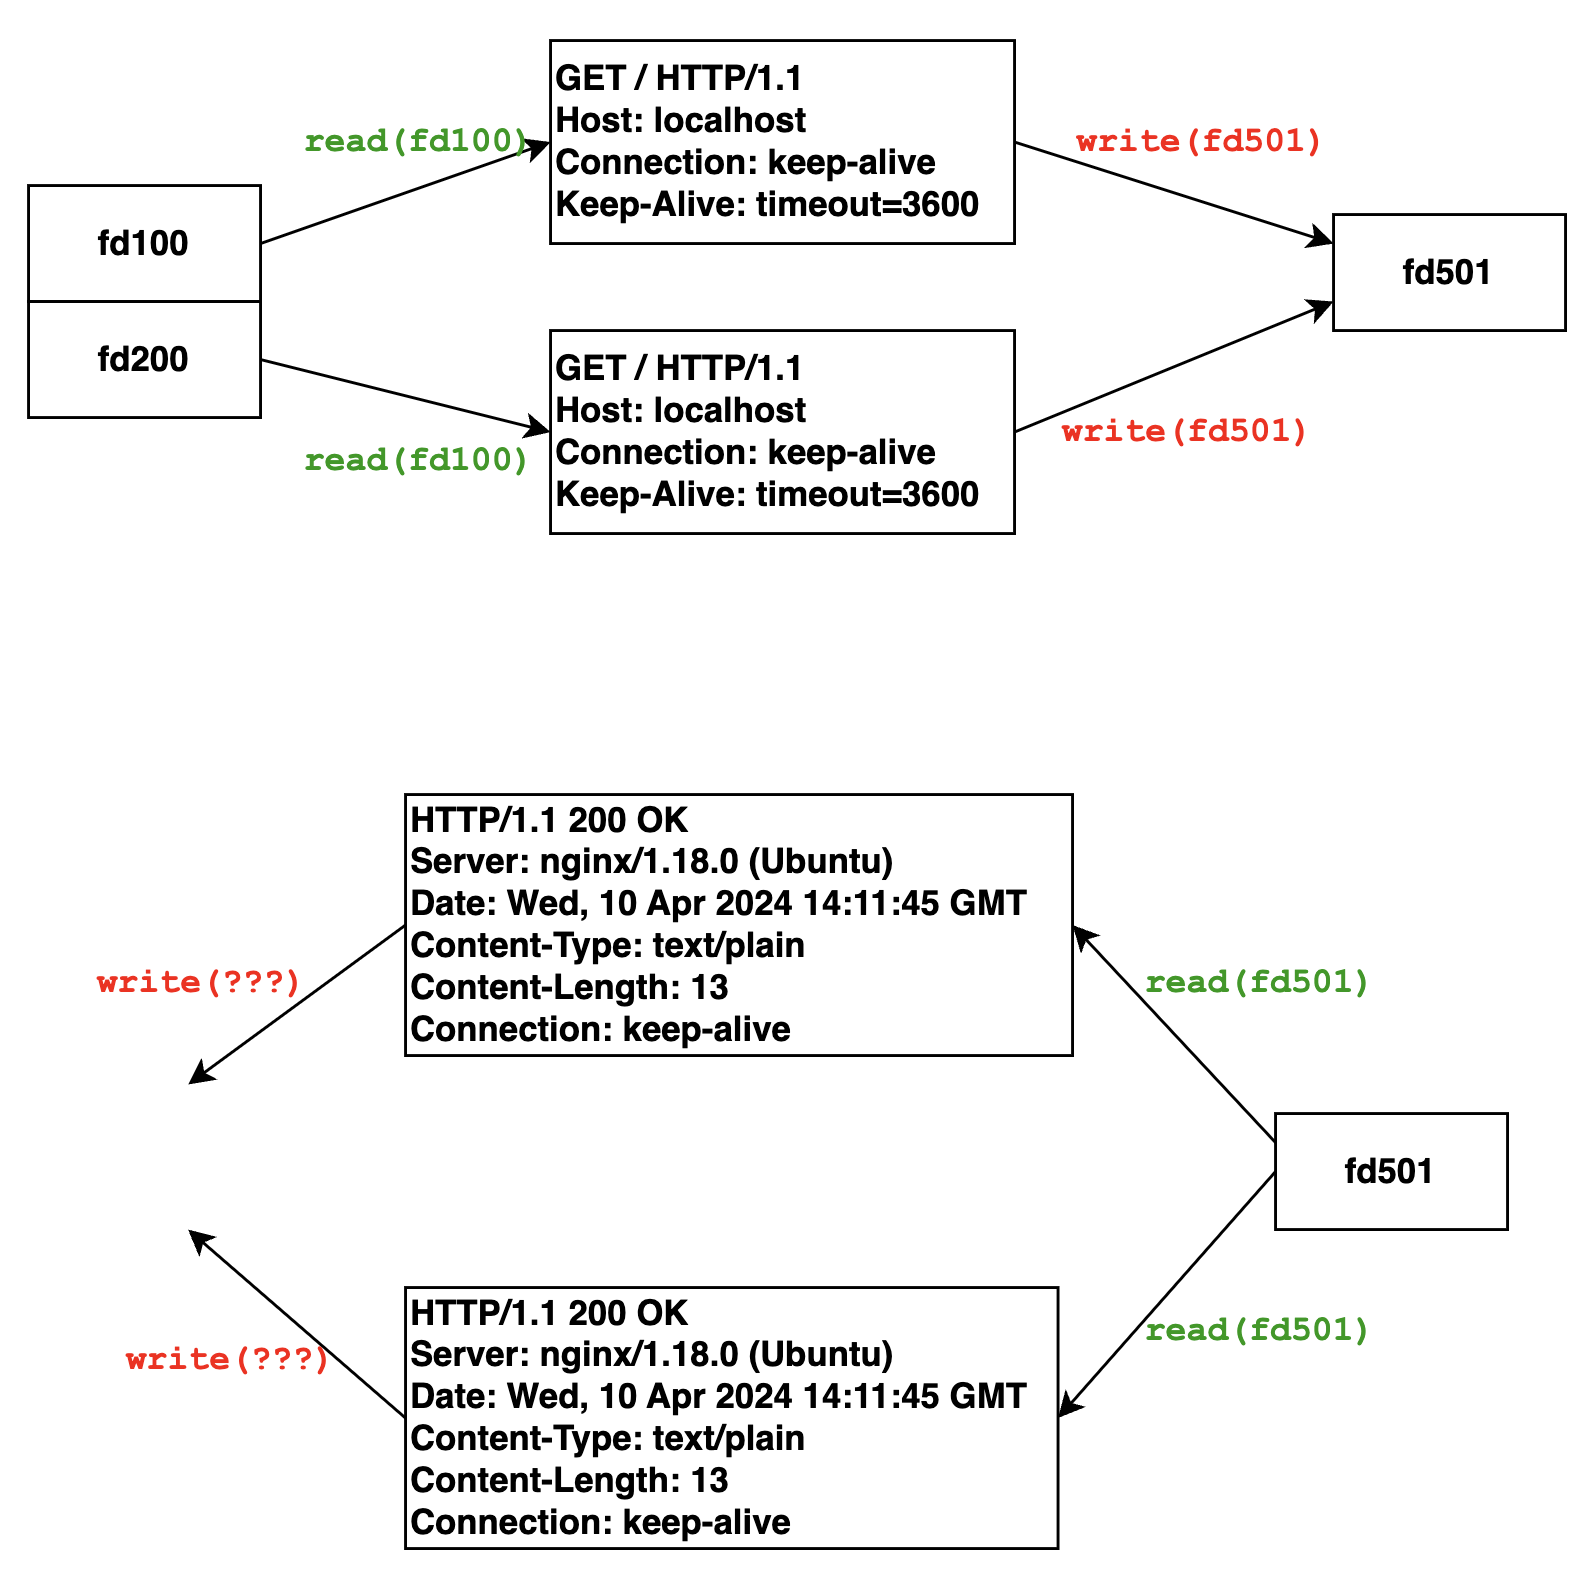 GET / HTTP/1.1
Host: localhost
Connection: keep-alive
Keep-Alive: timeout=3600
read(fd100)
write(fd501)
fd100
fd501
fd200
GET / HTTP/1.1
Host: localhost
Connection: keep-alive
Keep-Alive: timeout=3600
read(fd100)
write(fd501)
HTTP/1.1 200 OK
Server: nginx/1.18.0 (Ubuntu)
Date: Wed, 10 Apr 2024 14:11:45 GMT
Content-Type: text/plain
Content-Length: 13
Connection: keep-alive
write(???)
read(fd501)
fd501
HTTP/1.1 200 OK
Server: nginx/1.18.0 (Ubuntu)
Date: Wed, 10 Apr 2024 14:11:45 GMT
Content-Type: text/plain
Content-Length: 13
Connection: keep-alive
write(???)
read(fd501)